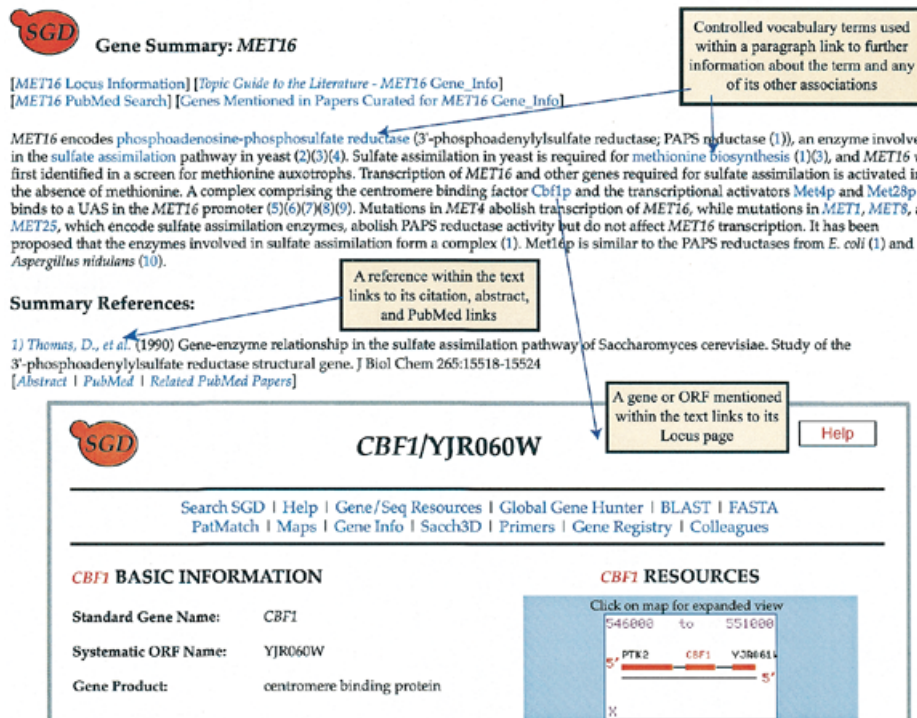 SGD
Gene Summary: MET16
Controlled vocabulary terms used
within a paragraph link to further
information about the term and any
of its other associations
[MET16 Locus Information] [Topic Guide to the Literature - MET16 Gene_Info]
[MET16 PubMed Search] [Genes Mentioned in Papers Curated for MET16 Gene_Info]
MET16 encodes phosphoadenosine-phosphosulfate reductase (3'-phosphoadenylylsulfate reductase; PAPS reductase (1)), an enzyme involve
in the sulfate assimilation pathway in yeast (2)(3)(4). Sulfate assimilation in yeast is required for methionine biosynthesis (1)(3), and MET16 w
first identified in a screen for methionine auxotrophs. Transcription of MET16 and other genes required for sulfate assimilation is activated in
the absence of methionine. A complex comprising the centromere binding factor Cbf1p and the transcriptional activators Met4p and Met28p
binds to a UAS in the MET16 promoter (5)(6)(7)(8)(9). Mutations in MET4 abolish transcription of MET16, while mutations in MET1, MET8,
MET25, which encode sulfate assimilation enzymes, abolish PAPS reductase activity but do not affect MET16 transcription. It has been
proposed that the enzymes involved in sulfate assimilation form a complex (1). Met16p is similar to the PAPS reductases from E. coli (1) and
Aspergillus nidulans (10).
A reference within the text
links to its citation, abstract,
and PubMed links
Summary References:
1) Thomas, D., et al. (1990) Gene-enzyme relationship in the sulfate assimilation pathway of Saccharomyces cerevisiae. Study of the
3'-phosphoadenylylsulfate reductase structural gene. J Biol Chem 265:15518-15524
[Abstract | PubMed | Related PubMed Papers]
A gene or ORF mentioned
within the text links to its
Locus page
SGD
CBF1/YJR060W
Help
Search SGD | Help | Gene/Seq Resources | Global Gene Hunter | BLAST | FASTA
PatMatch | Maps | Gene Info | Sacch3D | Primers | Gene Registry | Colleagues
CBF1 BASIC INFORMATION
CBF1 RESOURCES
Standard Gene Name: CBF1
Systematic ORF Name: YJR060W
Gene Product: centromere binding protein
Click on map for expanded view
546000 to 551000
PTK2 CBF1 YJR061W
5'
5'
X